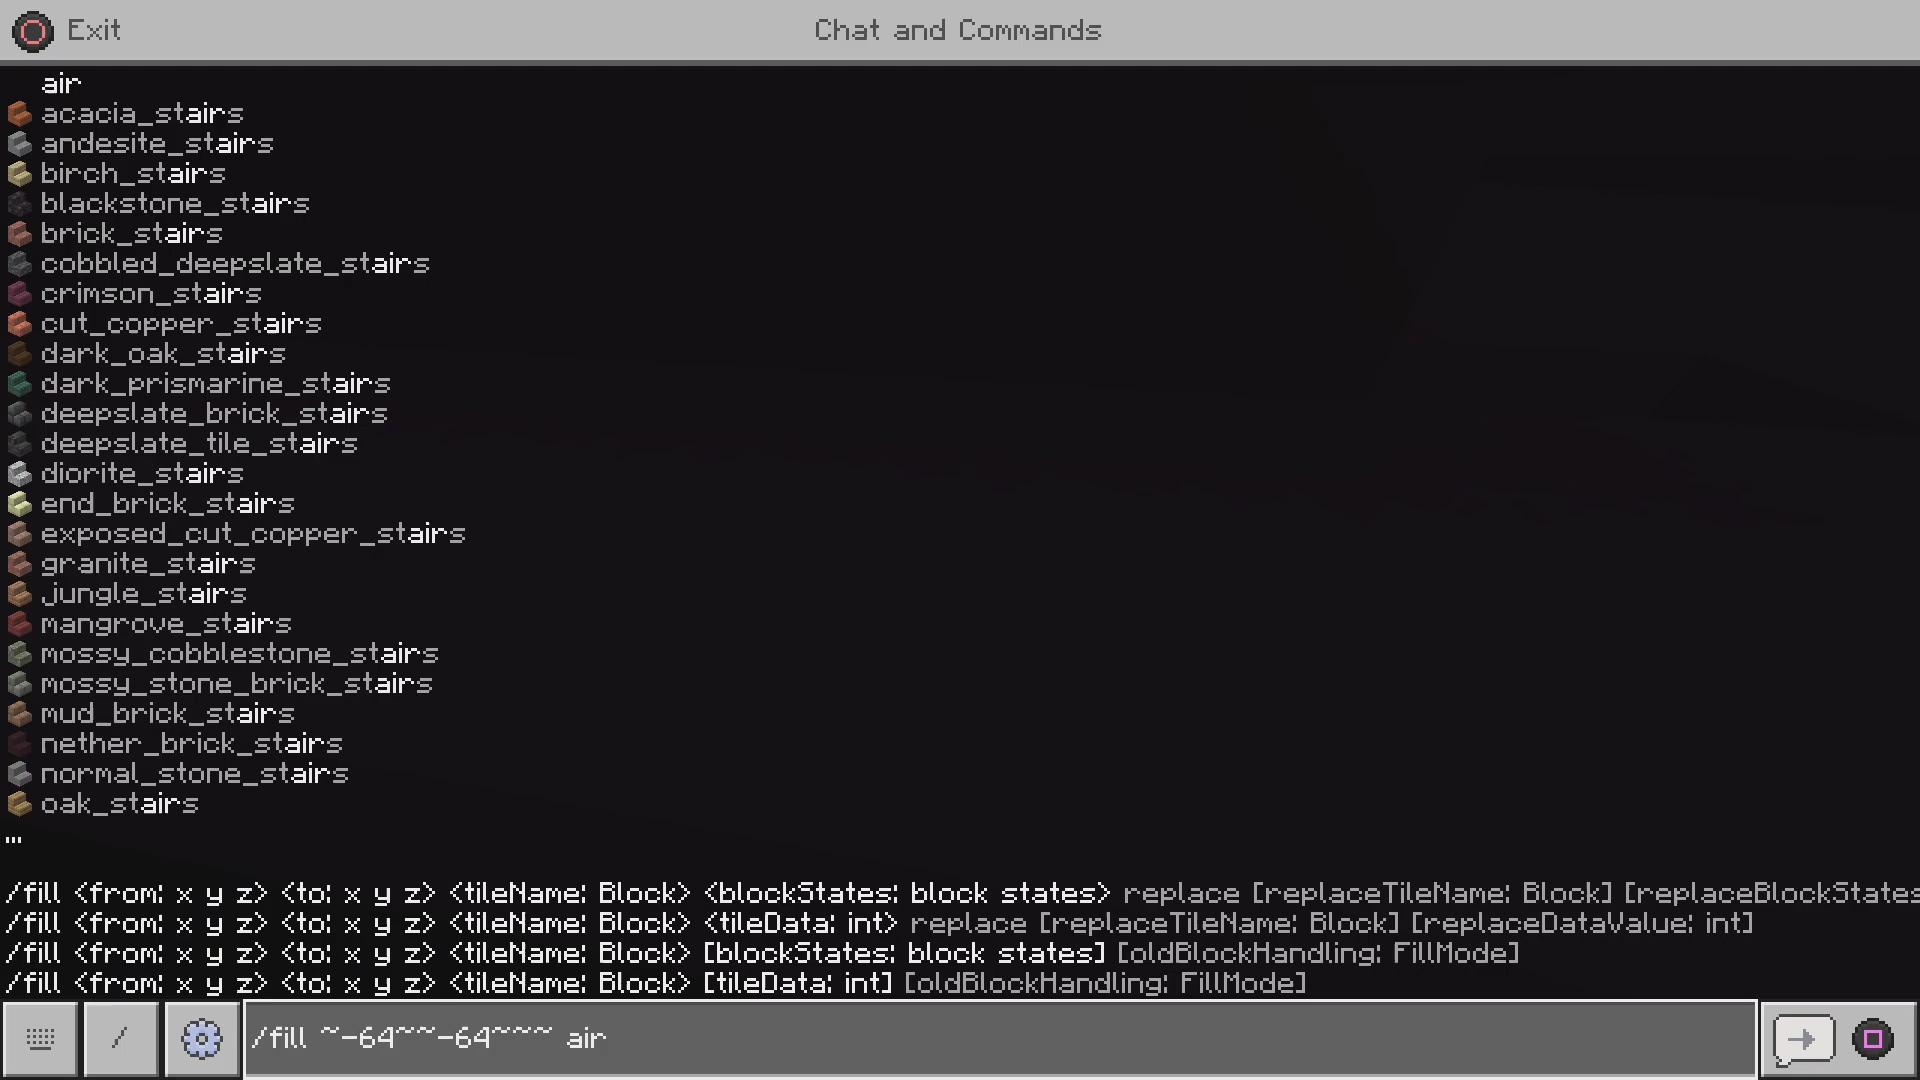 Exit
Chat and Commands
air
acacia_stairs
andesite_stairs
birch_stairs
blackstone_stairs
brick_stairs
cobbled_deepslate_stairs
crimson_stairs
cut_copper_stairs
dark_oak_stairs
dark_prismarine_stairs
deepslate_brick_stairs
deepslate_tile_stairs
diorite_stairs
end_brick_stairs
exposed_cut_copper_stairs
granite_stairs
jungle_stairs
mangrove_stairs
mossy_cobblestone_stairs
mossy_stone_brick_stairs
mud_brick_stairs
nether_brick_stairs
normal_stone_stairs
oak_stairs
...
/fill <from: x y z> <to: x y z> <tileName: Block> <blockStates: block states> replace [replaceTileName: Block] [replaceBlockStates
/fill <from: x y z> <to: x y z> <tileName: Block> <tileData: int> replace [replaceTileName: Block] [replaceDataValue: int]
/fill <from: x y z> <to: x y z> <tileName: Block> [blockStates: block states] [oldBlockHandling: FillMode]
/fill <from: x y z> <to: x y z> <tileName: Block> [tileData: int] [oldBlockHandling: FillMode]
/
/fill ~-64~~-64~~~ air